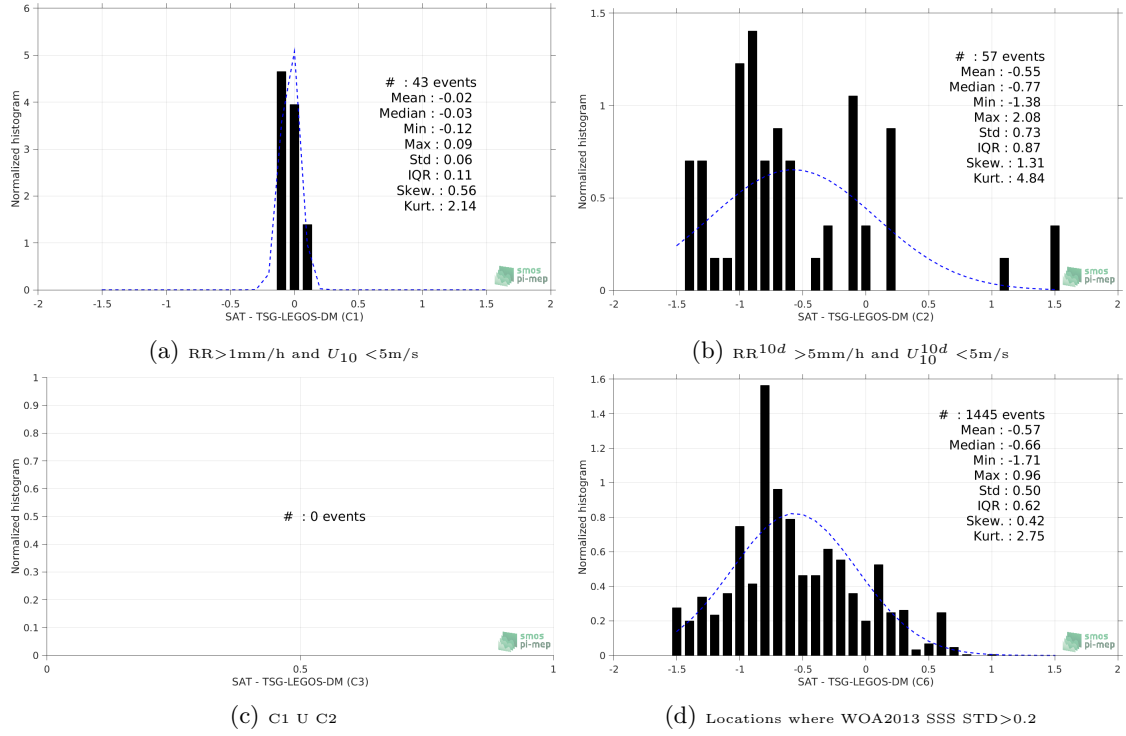 6
5
4
3
2
1
0
Normalized histogram
# : 43 events
Mean : -0.02
Median : -0.03
Min : -0.12
Max : 0.09
Std : 0.06
IQR : 0.11
Skew. : 0.56
Kurt. : 2.14
smos
pi-mep
-2 -1.5 -1 -0.5 0 0.5 1 1.5 2
SAT - TSG-LEGOS-DM (C1)
(a) RR>1mm/h and U10 <5m/s
1.5
1
0.5
0
Normalized histogram
# : 57 events
Mean : -0.55
Median : -0.77
Min : -1.38
Max : 2.08
Std : 0.73
IQR : 0.87
Skew. : 1.31
Kurt. : 4.84
smos
pi-mep
-2 -1.5 -1 -0.5 0 0.5 1 1.5 2
SAT - TSG-LEGOS-DM (C2)
(b) RR10d >5mm/h and U10d10 <5m/s
1
0.9
0.8
0.7
0.6
0.5
0.4
0.3
0.2
0.1
0
Normalized histogram
# : 0 events
smos
pi-mep
0 0.5 1
SAT - TSG-LEGOS-DM (C3)
(c) C1 U C2
1.6
1.4
1.2
1
0.8
0.6
0.4
0.2
0
Normalized histogram
# : 1445 events
Mean : -0.57
Median : -0.66
Min : -1.71
Max : 0.96
Std : 0.50
IQR : 0.62
Skew. : 0.42
Kurt. : 2.75
smos
pi-mep
-2 -1.5 -1 -0.5 0 0.5 1 1.5 2
SAT - TSG-LEGOS-DM (C6)
(d) Locations where WOA2013 SSS STD>0.2